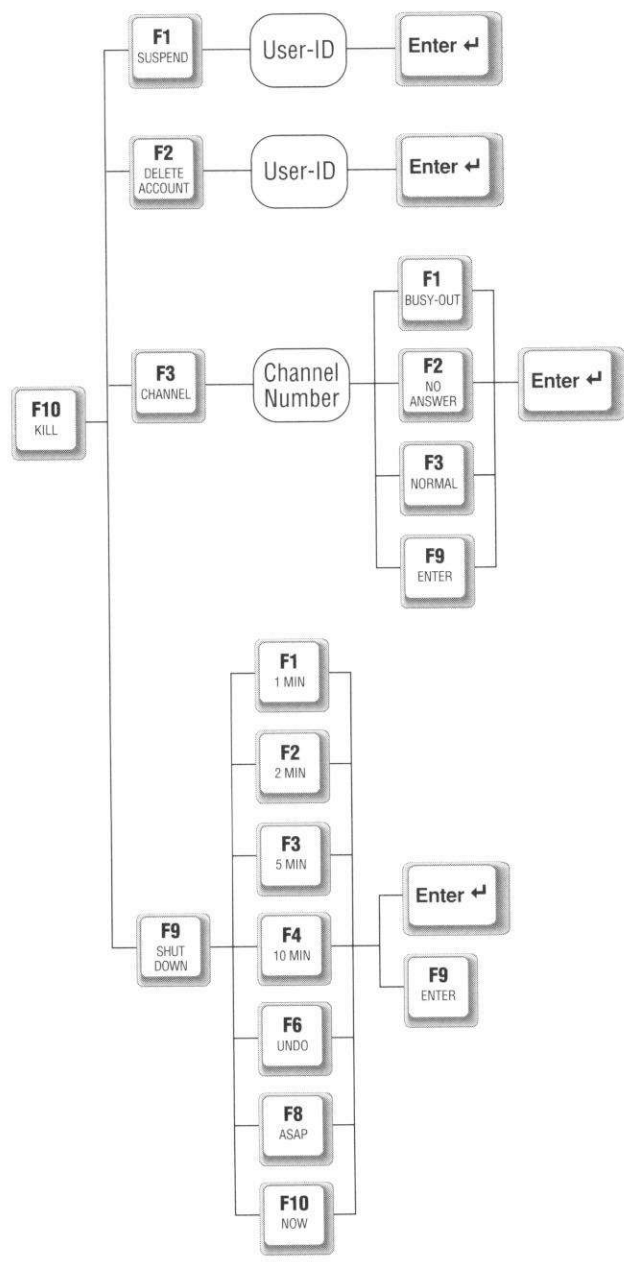 F1
SUSPEND
User-ID
Enter ↵
F2
DELETE
ACCOUNT
User-ID
Enter ↵
F10
KILL
F3
CHANNEL
Channel
Number
F1
BUSY-OUT
F2
NO
ANSWER
F3
NORMAL
F9
ENTER
Enter ↵
F9
SHUT
DOWN
F1
1 MIN
F2
2 MIN
F3
5 MIN
F4
10 MIN
F6
UNDO
F8
ASAP
F10
NOW
Enter ↵
F9
ENTER